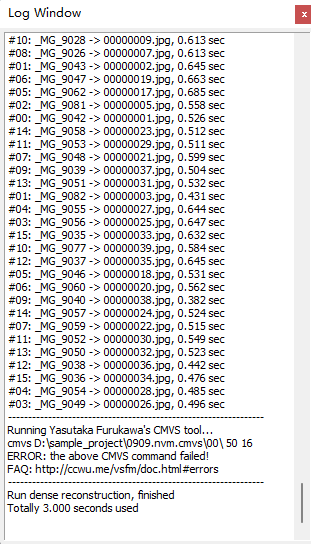 Log Window
x
#10: _MG_9028 -> 00000009.jpg, 0.613 sec
#08: _MG_9026 -> 00000007.jpg, 0.613 sec
#01: _MG_9043 -> 00000002.jpg, 0.645 sec
#06: _MG_9047 -> 00000019.jpg, 0.663 sec
#05: _MG_9062 -> 00000017.jpg, 0.685 sec
#02: _MG_9081 -> 00000005.jpg, 0.558 sec
#00: _MG_9042 -> 00000001.jpg, 0.526 sec
#14: _MG_9058 -> 00000023.jpg, 0.512 sec
#11: _MG_9053 -> 00000029.jpg, 0.511 sec
#07: _MG_9048 -> 00000021.jpg, 0.599 sec
#09: _MG_9039 -> 00000037.jpg, 0.504 sec
#13: _MG_9051 -> 00000031.jpg, 0.532 sec
#01: _MG_9082 -> 00000003.jpg, 0.431 sec
#04: _MG_9055 -> 00000027.jpg, 0.644 sec
#03: _MG_9056 -> 00000025.jpg, 0.647 sec
#15: _MG_9035 -> 00000033.jpg, 0.632 sec
#10: _MG_9077 -> 00000039.jpg, 0.584 sec
#12: _MG_9037 -> 00000035.jpg, 0.645 sec
#05: _MG_9046 -> 00000018.jpg, 0.531 sec
#06: _MG_9060 -> 00000020.jpg, 0.562 sec
#09: _MG_9040 -> 00000038.jpg, 0.382 sec
#14: _MG_9057 -> 00000024.jpg, 0.524 sec
#07: _MG_9059 -> 00000022.jpg, 0.515 sec
#11: _MG_9052 -> 00000030.jpg, 0.549 sec
#13: _MG_9050 -> 00000032.jpg, 0.523 sec
#12: _MG_9038 -> 00000036.jpg, 0.442 sec
#15: _MG_9036 -> 00000034.jpg, 0.476 sec
#04: _MG_9054 -> 00000028.jpg, 0.485 sec
#03: _MG_9049 -> 00000026.jpg, 0.496 sec
----------------------------------------------------------------
Running Yasutaka Furukawa's CMVS tool...
cmvs D:\sample_project\0909.nvm.cmvs\00\ 50 16
ERROR: the above CMVS command failed!
FAQ: http://ccwu.me/vsfm/doc.html#errors
----------------------------------------------------------------
Run dense reconstruction, finished
Totally 3.000 seconds used